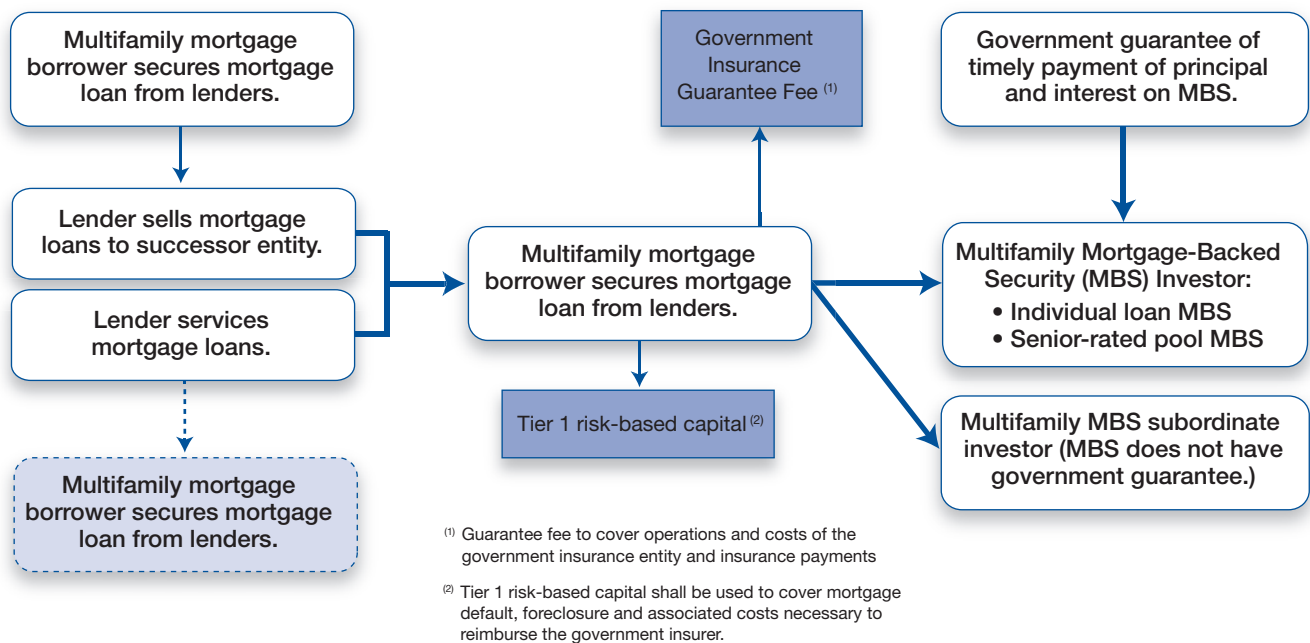 Multifamily mortgage
borrower secures mortgage
loan from lenders.
Lender sells mortgage
loans to successor entity.
Lender services
mortgage loans.
Multifamily mortgage
borrower secures mortgage
loan from lenders.
Multifamily mortgage
borrower secures mortgage
loan from lenders.
Government
Insurance
Guarantee Fee (1)
Tier 1 risk-based capital (2)
Government guarantee of
timely payment of principal
and interest on MBS.
Multifamily Mortgage-Backed
Security (MBS) Investor:
• Individual loan MBS
• Senior-rated pool MBS
Multifamily MBS subordinate
investor (MBS does not have
government guarantee.)
(1) Guarantee fee to cover operations and costs of the
government insurance entity and insurance payments
(2) Tier 1 risk-based capital shall be used to cover mortgage
default, foreclosure and associated costs necessary to
reimburse the government insurer.